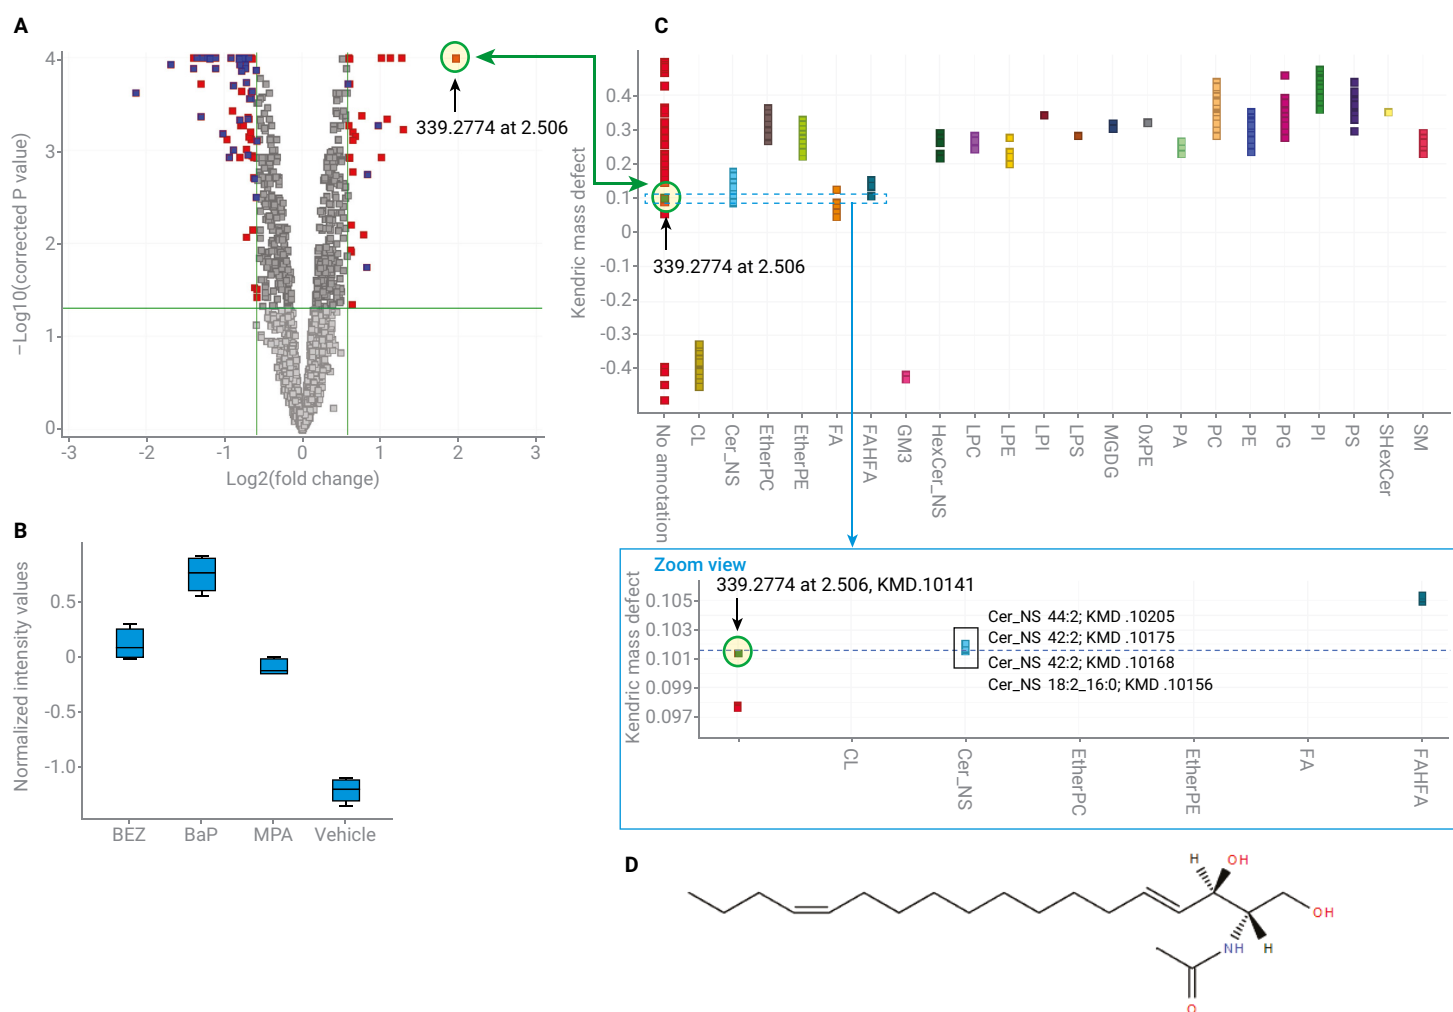 A
4
3
2
1
0
−Log10(corrected P value)
-3
-2
-1
0
1
2
3
Log2(fold change)
339.2774 at 2.506
B
0.5
0
-0.5
-1.0
Normalized intensity values
BEZ
BaP
MPA
Vehicle
C
0.4
0.3
0.2
0.1
0
-0.1
-0.2
-0.3
-0.4
Kendric mass defect
339.2774 at 2.506
No annotation
CL
Cer_NS
EtherPC
EtherPE
FA
FAHFA
GM3
HexCer_NS
LPC
LPE
LPI
LPS
MGDG
0xPE
PA
PC
PE
PG
PI
PS
SHexCer
SM
Zoom view
339.2774 at 2.506, KMD.10141
0.105
0.103
0.101
0.099
0.097
Kendric mass defect
Cer_NS 44:2; KMD .10205
Cer_NS 42:2; KMD .10175
Cer_NS 42:2; KMD .10168
Cer_NS 18:2_16:0; KMD .10156
CL
Cer_NS
EtherPC
EtherPE
FA
FAHFA
D
H
OH
OH
NH
H
O